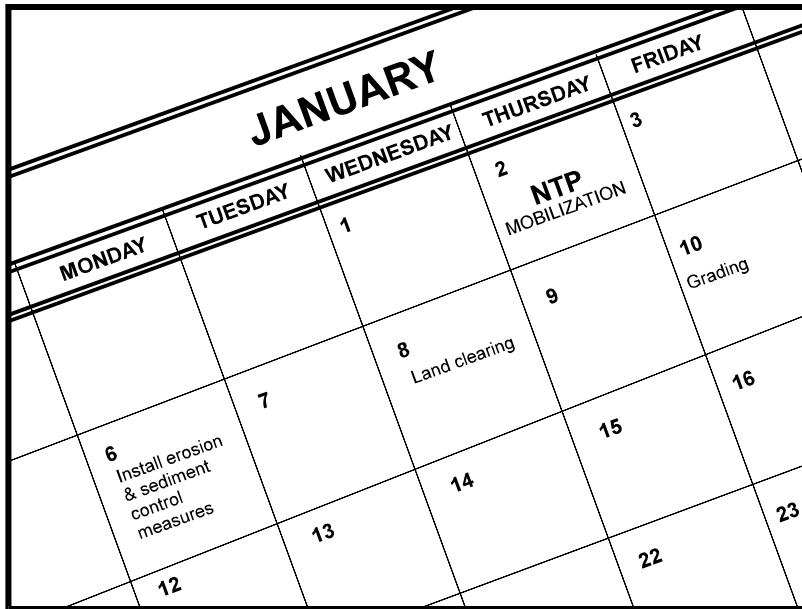 JANUARY
MONDAY
TUESDAY
WEDNESDAY
THURSDAY
FRIDAY
1
2
NTP
MOBILIZATION
3
6
Install erosion
& sediment
control
measures
7
8
Land clearing
9
10
Grading
12
13
14
15
16
22
23